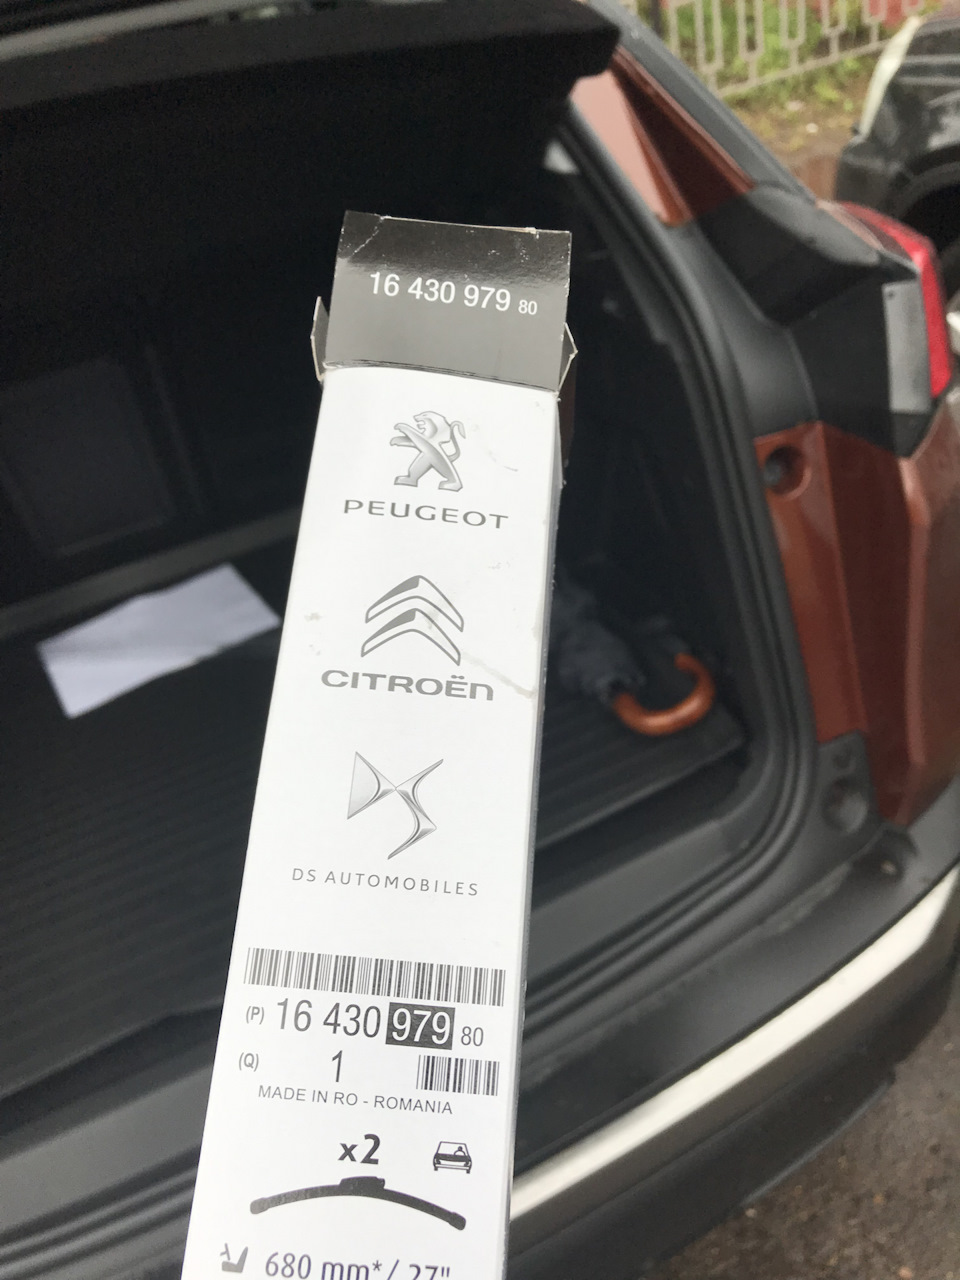 16 430 979 80
PEUGEOT
CITROËN
DS AUTOMOBILES
(P) 16 430 979 80
(Q) 1
MADE IN RO - ROMANIA
x2
680 mm*/ 27"